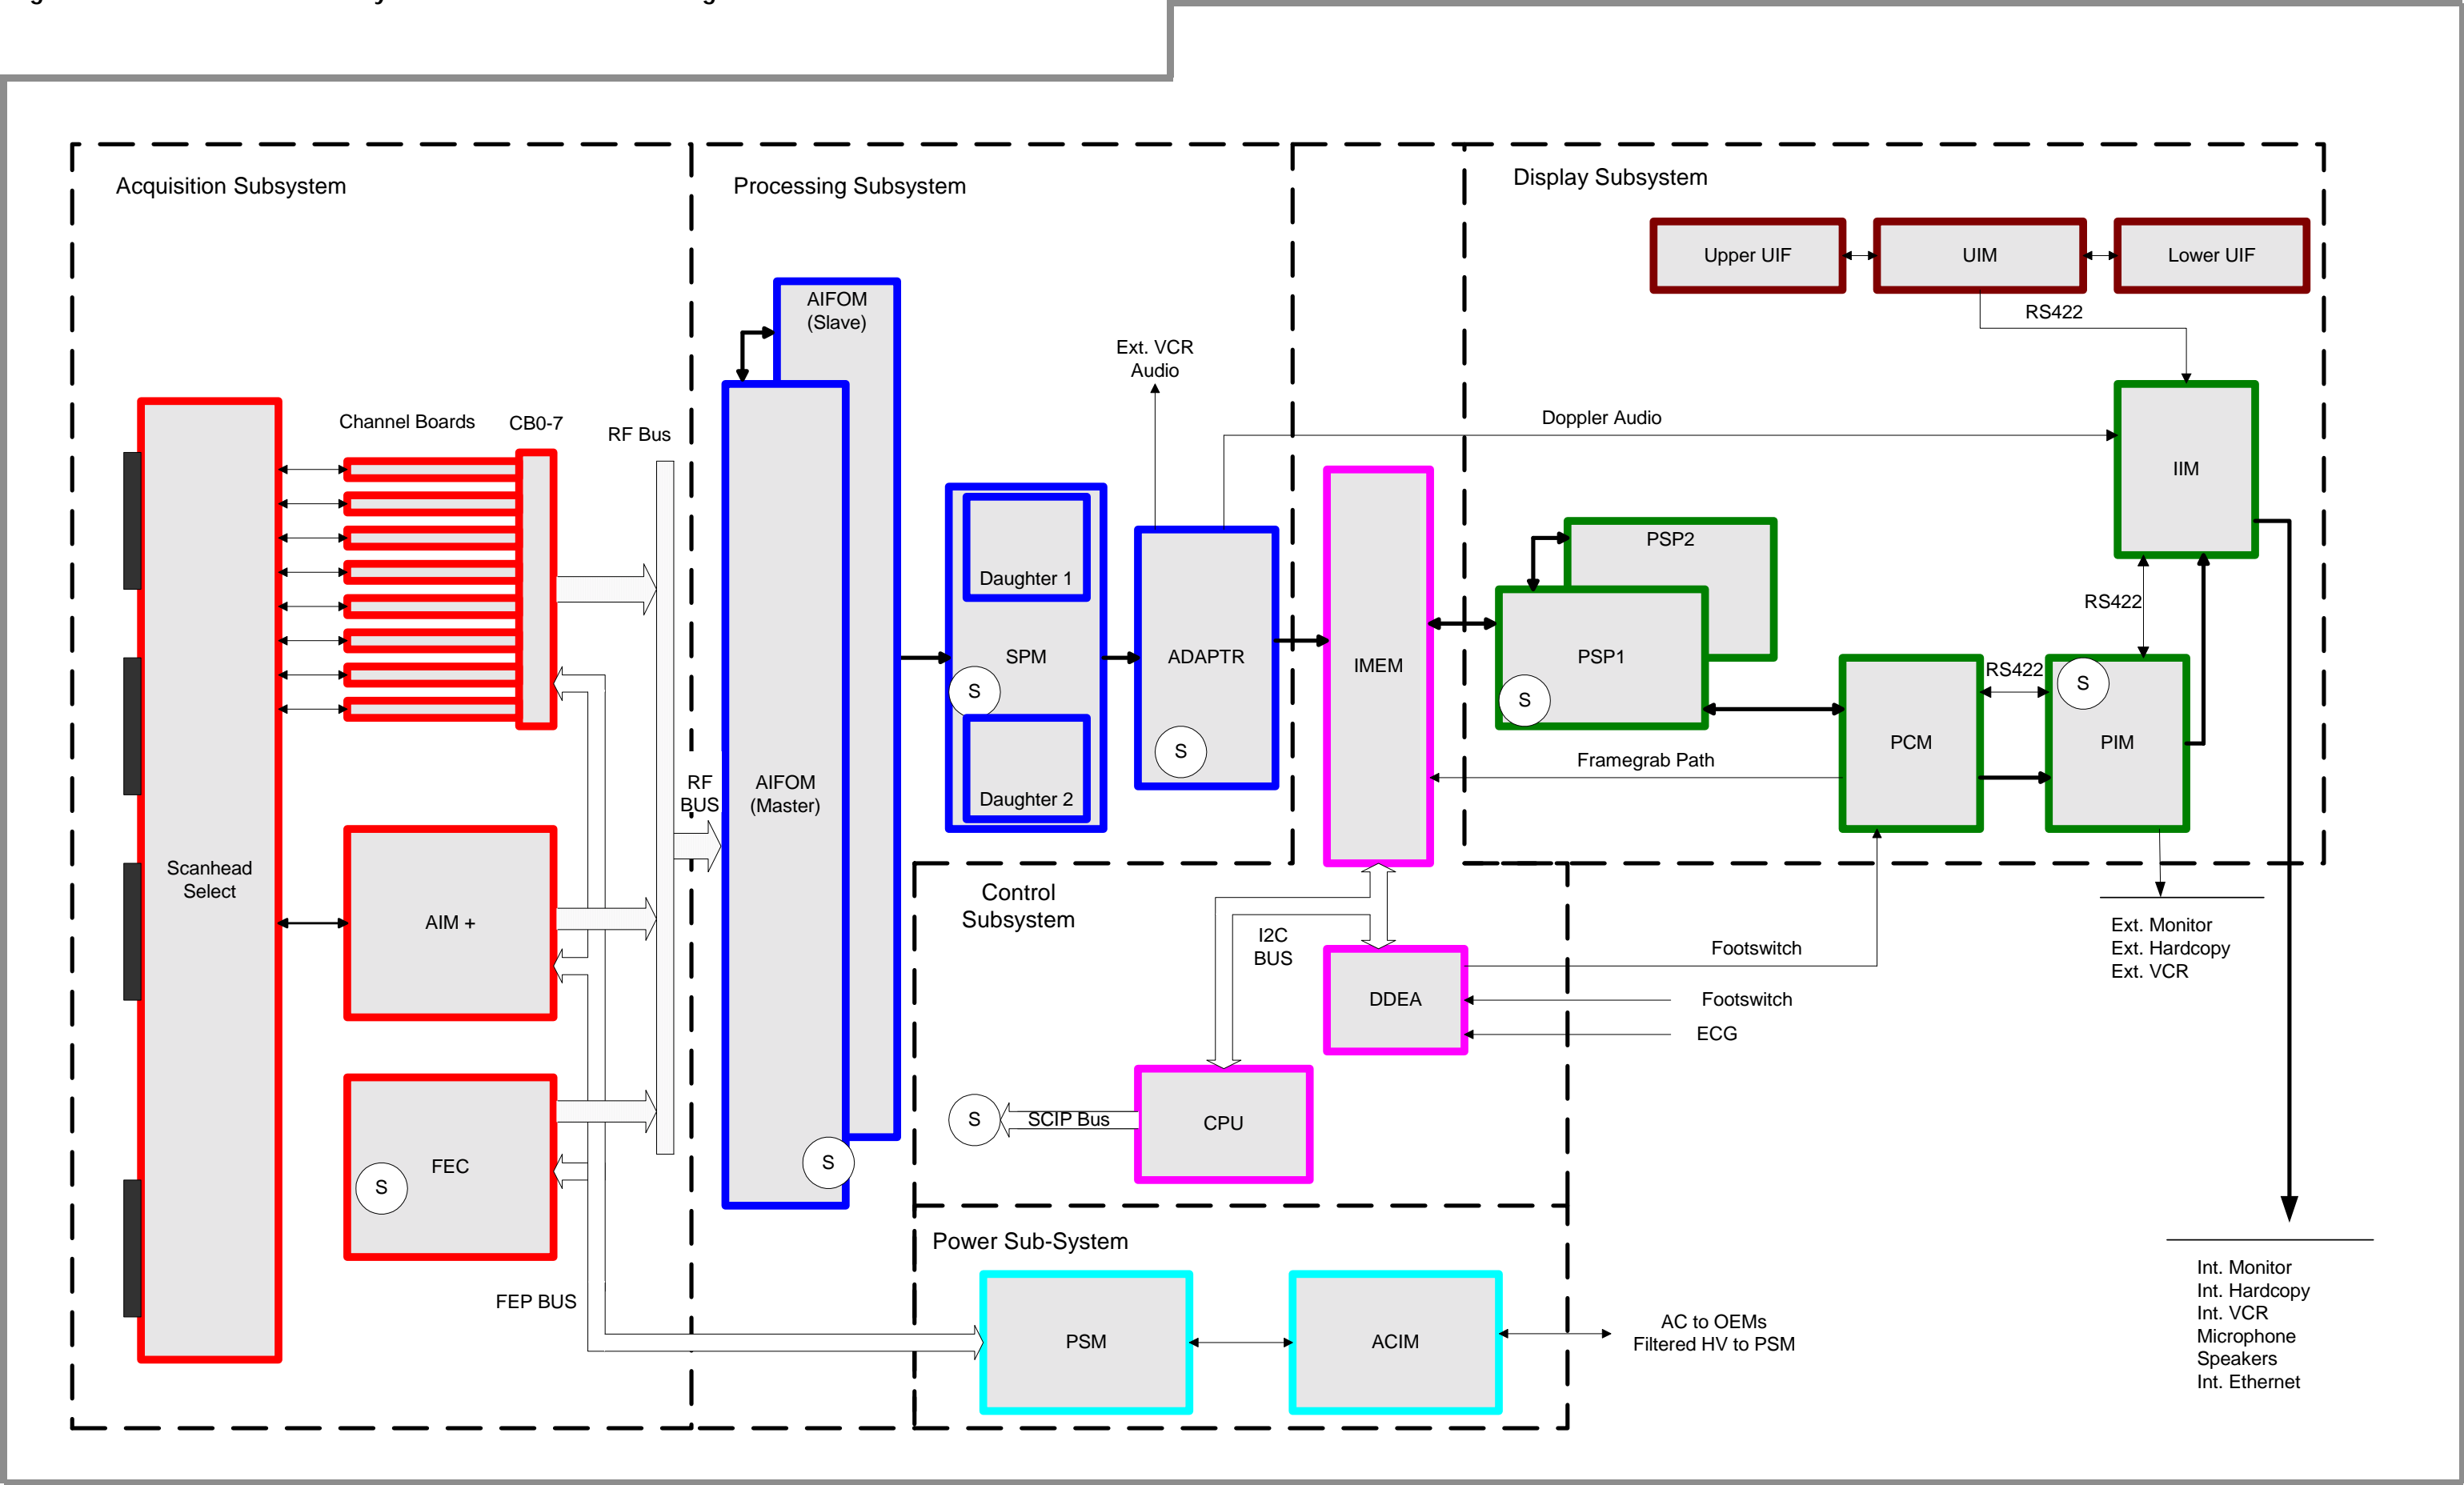 Acquisition Subsystem
Processing Subsystem
Display Subsystem
Upper UIF
UIM
Lower UIF
RS422
AIFOM
(Slave)
Ext. VCR
Audio
Channel Boards
CB0-7
RF Bus
Doppler Audio
IIM
PSP2
Daughter 1
SPM
S
Daughter 2
ADAPTR
S
IMEM
PSP1
S
RS422
RS422
PCM
S
PIM
Framegrab Path
RF
BUS
AIFOM
(Master)
S
Scanhead
Select
AIM +
Control
Subsystem
I2C
BUS
Footswitch
DDEA
Footswitch
ECG
Ext. Monitor
Ext. Hardcopy
Ext. VCR
S
SCIP Bus
CPU
FEC
S
Power Sub-System
FEP BUS
PSM
ACIM
AC to OEMs
Filtered HV to PSM
Int. Monitor
Int. Hardcopy
Int. VCR
Microphone
Speakers
Int. Ethernet